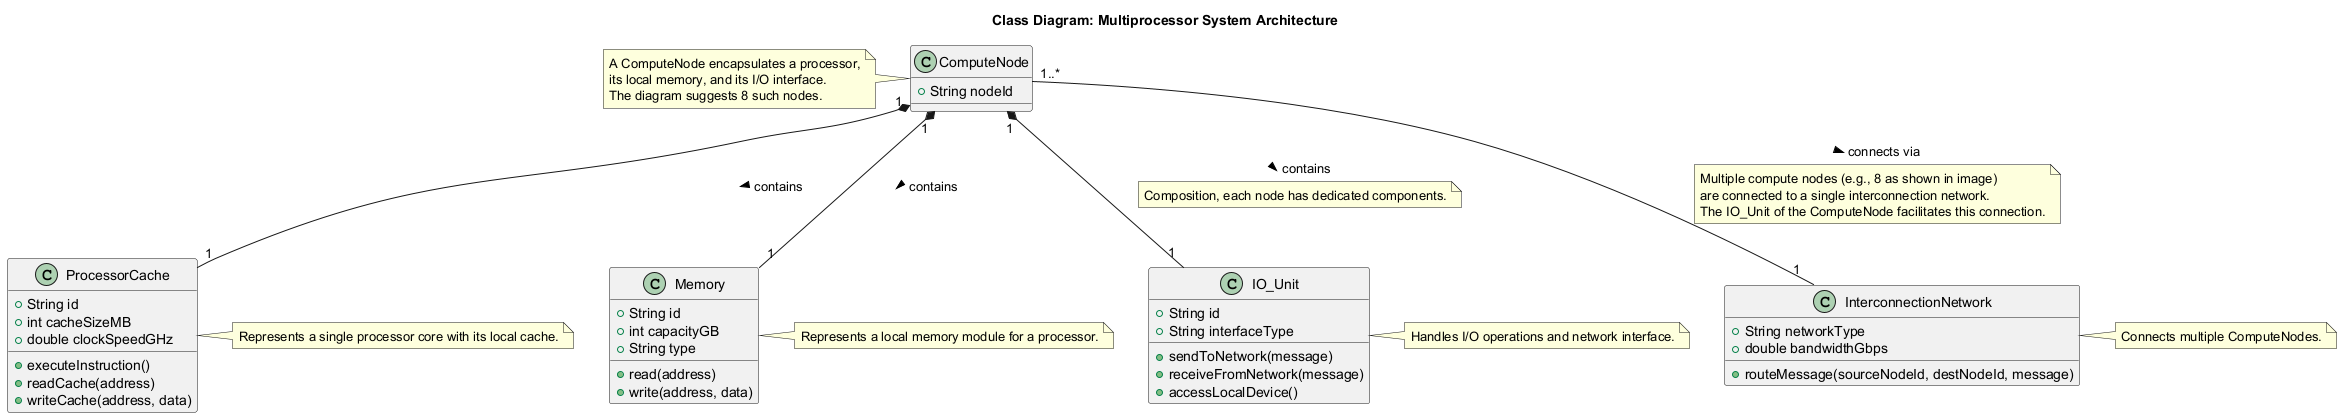 Class Diagram: Multiprocessor System Architecture
A ComputeNode encapsulates a processor,
its local memory, and its I/O interface.
The diagram suggests 8 such nodes.
C ComputeNode
String nodeId
1
1
1
1..*
contains
contains
contains
Composition, each node has dedicated components.
connects via
Multiple compute nodes (e.g., 8 as shown in image)
are connected to a single interconnection network.
The IO_Unit of the ComputeNode facilitates this connection.
1
1
1
1
C ProcessorCache
String id
int cacheSizeMB
double clockSpeedGHz
executeInstruction()
readCache(address)
writeCache(address, data)
Represents a single processor core with its local cache.
C Memory
String id
int capacityGB
String type
read(address)
write(address, data)
Represents a local memory module for a processor.
C IO_Unit
String id
String interfaceType
sendToNetwork(message)
receiveFromNetwork(message)
accessLocalDevice()
Handles I/O operations and network interface.
C InterconnectionNetwork
String networkType
double bandwidthGbps
routeMessage(sourceNodeId, destNodeId, message)
Connects multiple ComputeNodes.